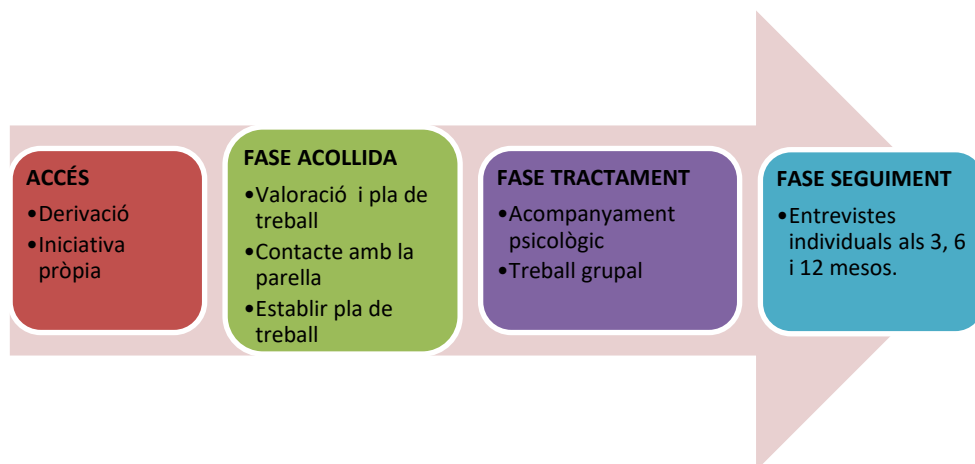 ACCÉS
•Derivació
•Iniciativa
pròpia
FASE ACOLLIDA
•Valoració i pla de
treball
•Contacte amb la
parella
•Establir pla de
treball
FASE TRACTAMENT
•Acompanyament
psicològic
•Treball grupal
FASE SEGUIMENT
•Entrevistes
individuals als 3, 6
i 12 mesos.